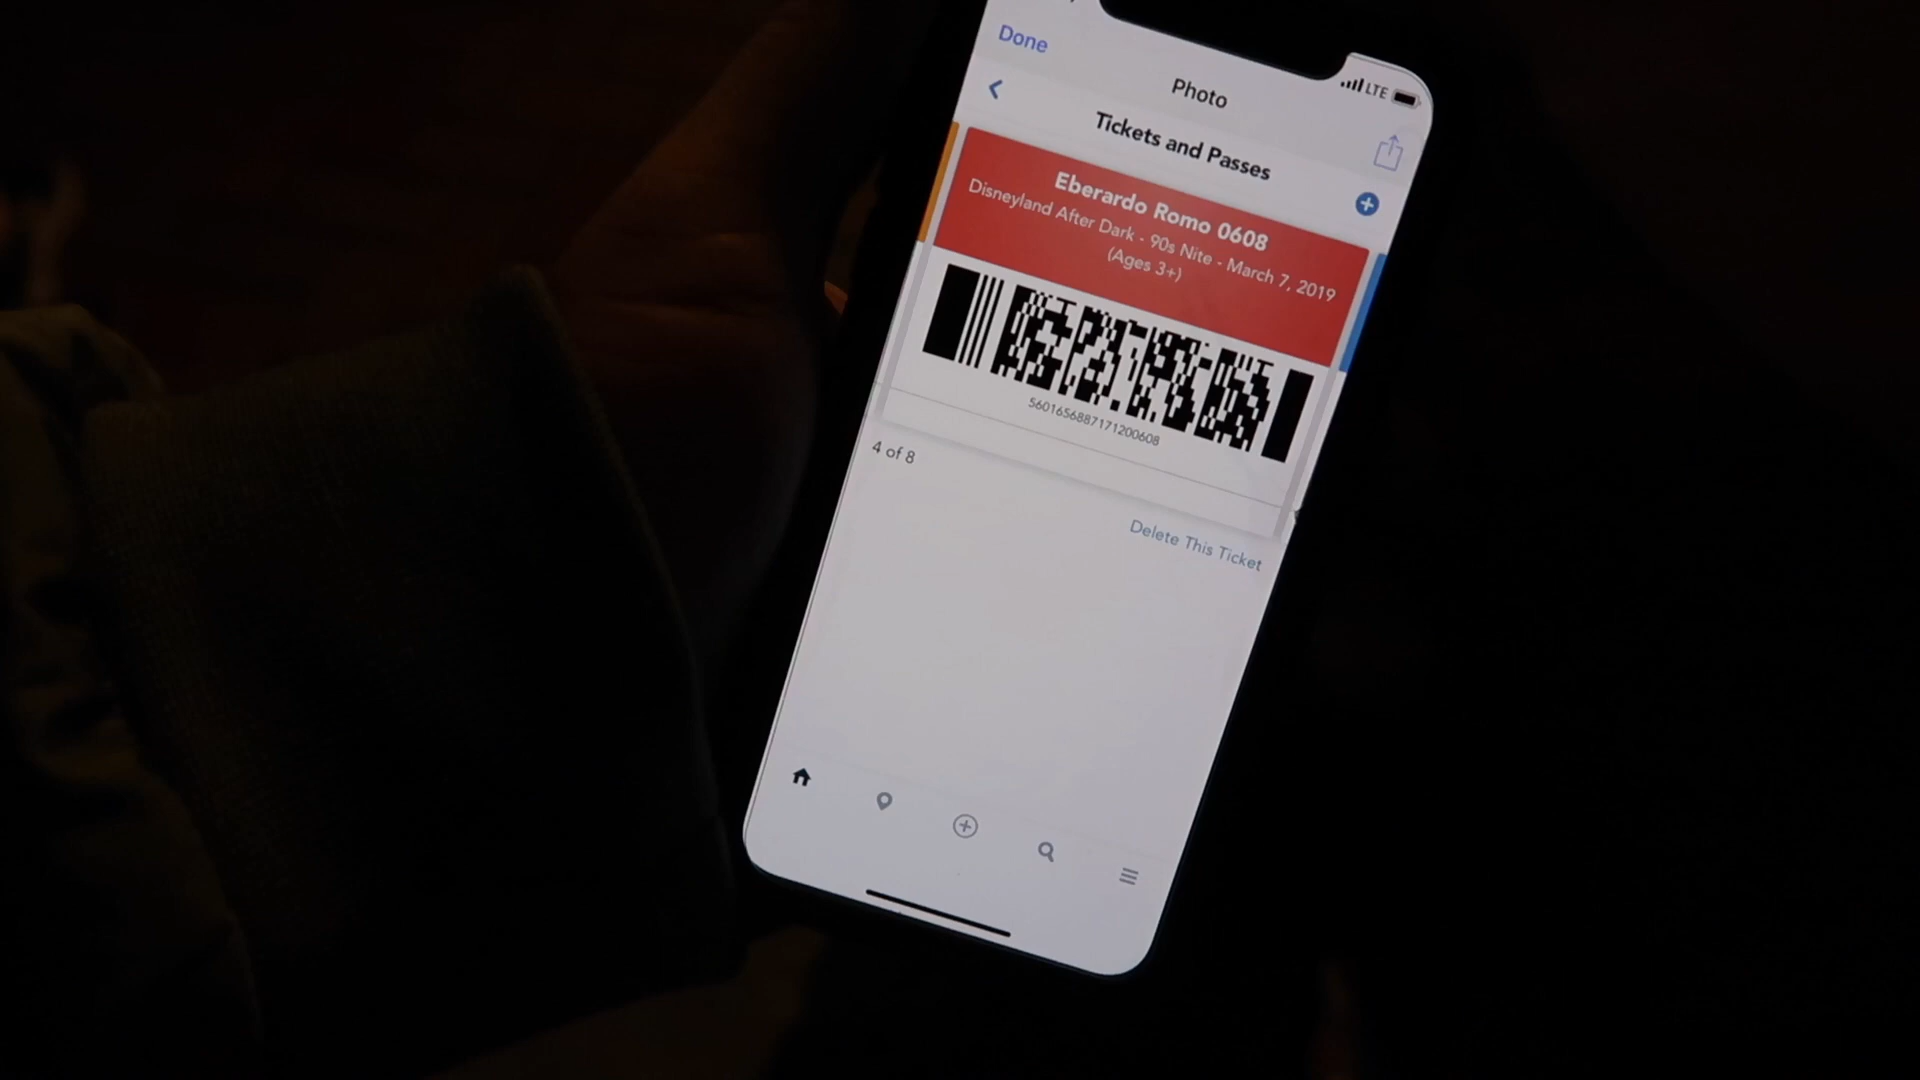 LTE
Done
Photo
Tickets and Passes
Eberardo Romo 0608
Disneyland After Dark - 90s Nite - March 7, 2019
(Ages 3+)
5601656887171200608
4 of 8
Delete This Ticket